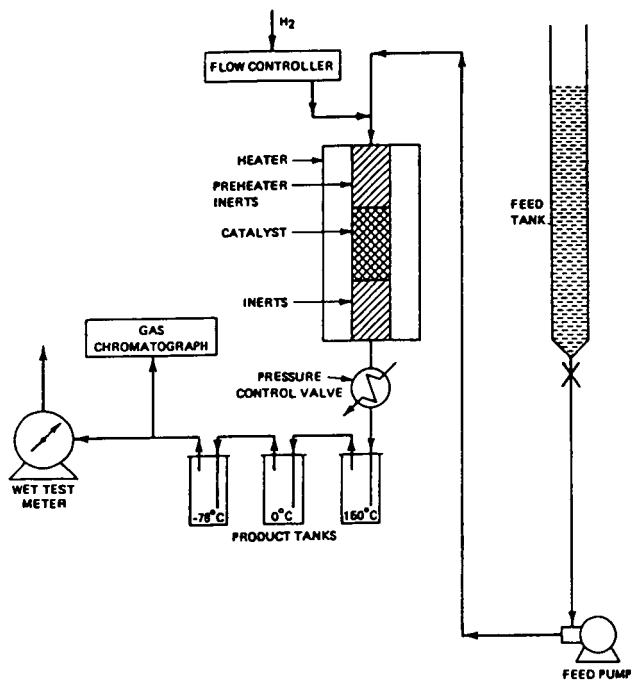 H2
FLOW CONTROLLER
HEATER
PREHEATER
INERTS
CATALYST
INERTS
FEED
TANK
GAS
CHROMATOGRAPH
PRESSURE
CONTROL VALVE
WET TEST
METER
-78°C
0°C
150°C
PRODUCT TANKS
FEED PUMP